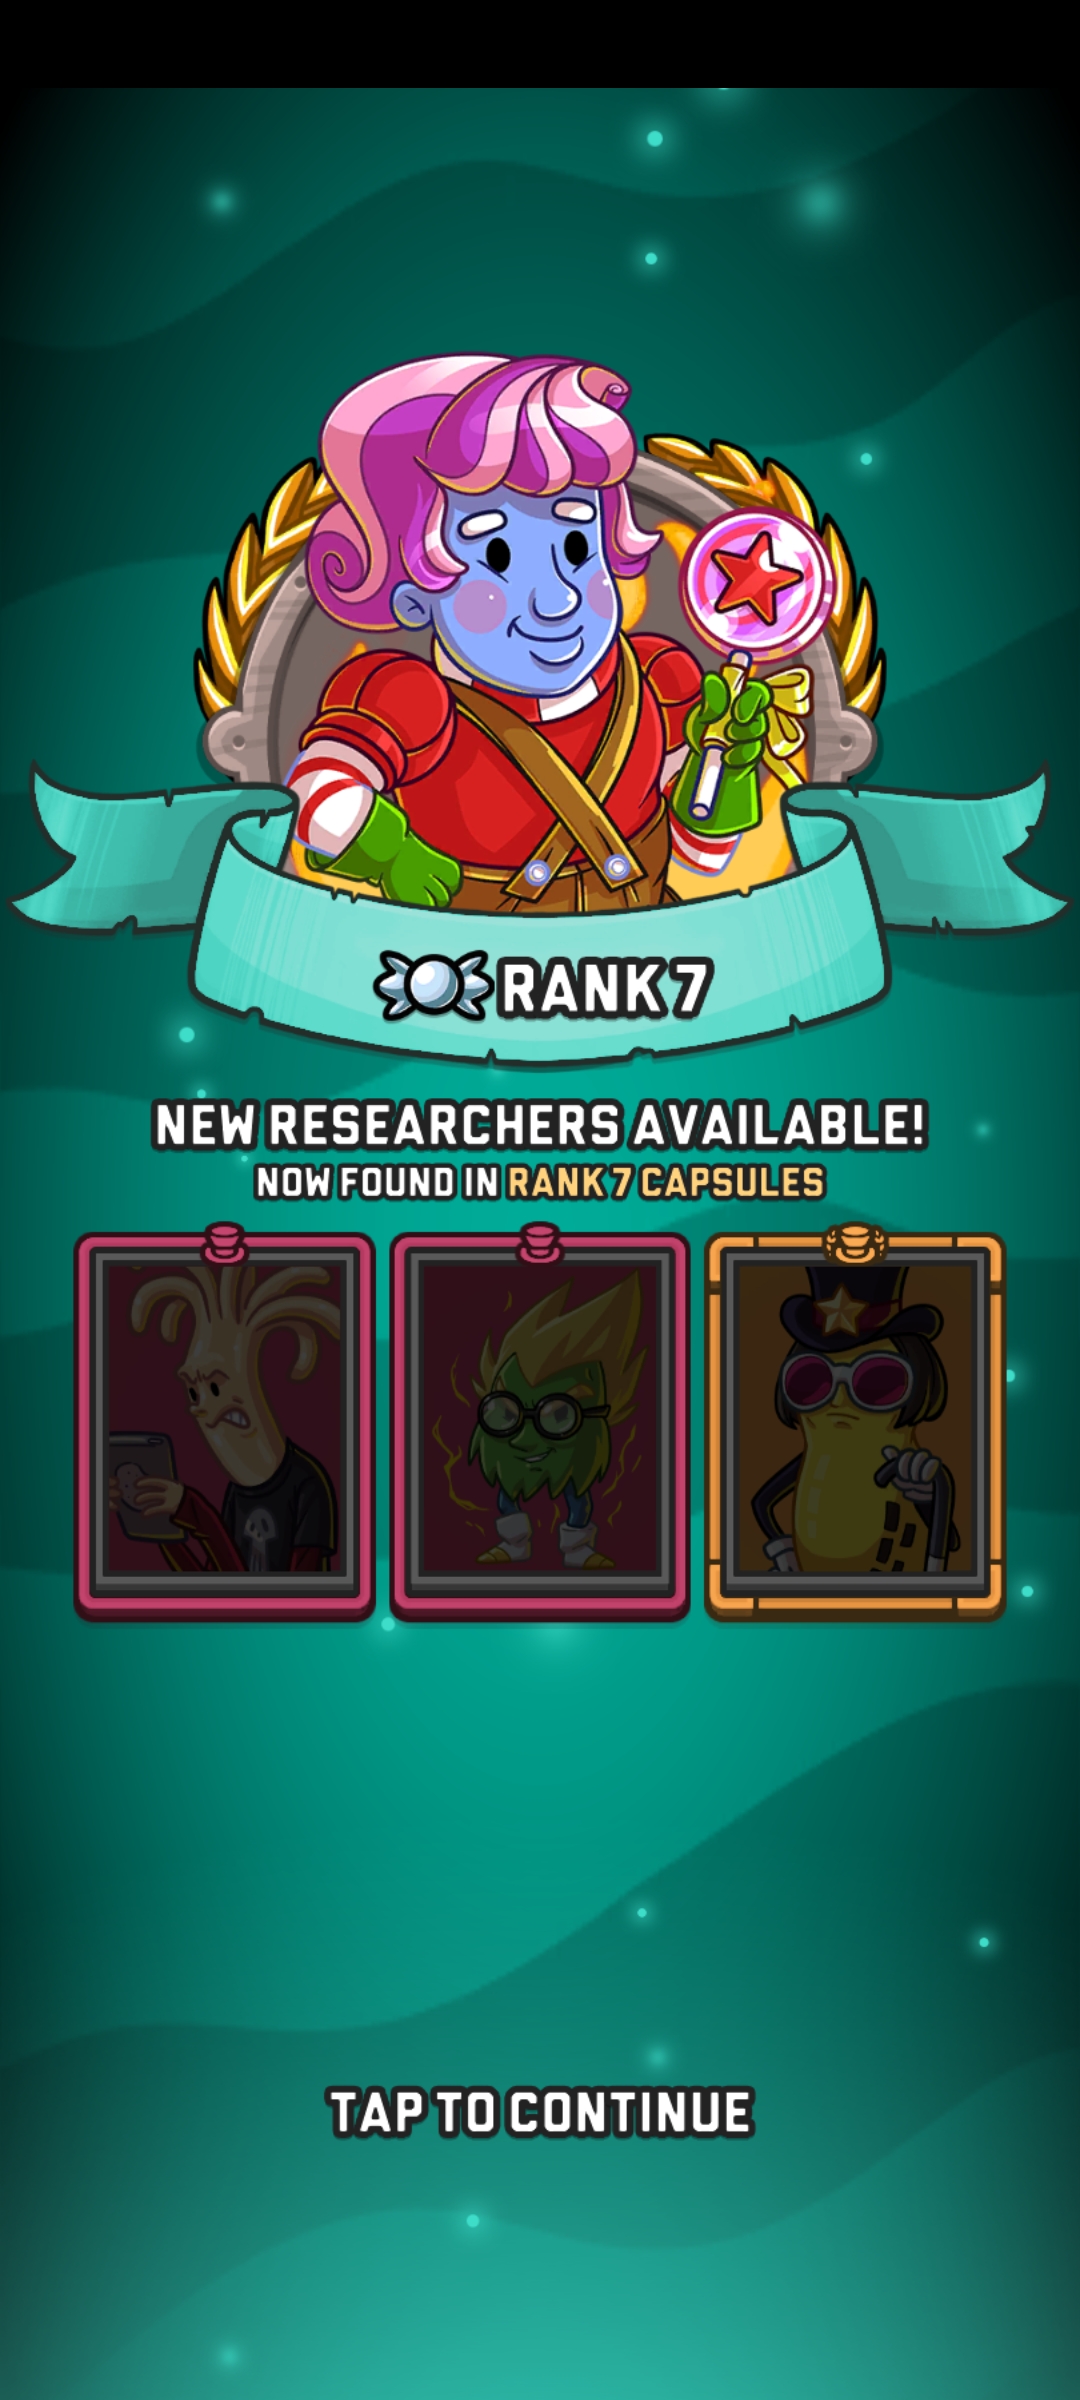 RANK 7
NEW RESEARCHERS AVAILABLE!
NOW FOUND IN RANK 7 CAPSULES
TAP TO CONTINUE